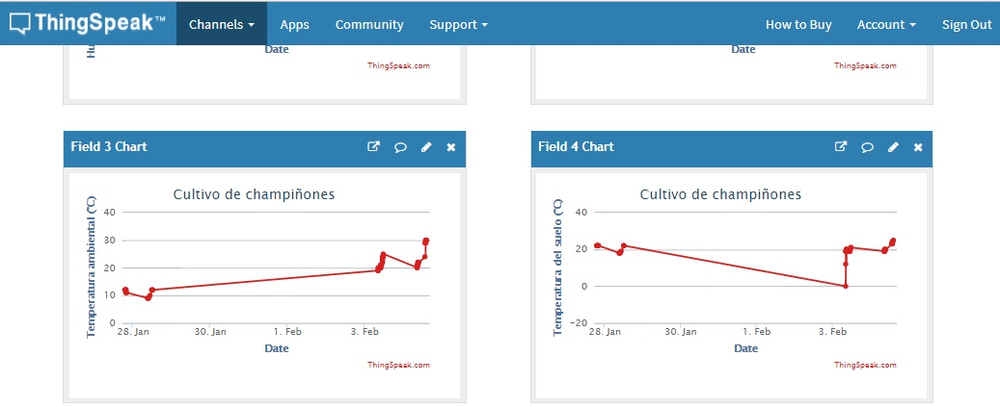 ThingSpeak™ Channels Apps Community Support How to Buy Account Sign Out
Hu
Date
ThingSpeak.com
Date
ThingSpeak.com
Field 3 Chart
Cultivo de champiñones
Temperatura ambiental (°C)
40
30
20
10
0
28. Jan 30. Jan 1. Feb 3. Feb
Date
ThingSpeak.com
Field 4 Chart
Cultivo de champiñones
Temperatura del suelo (°C)
40
20
0
−20
28. Jan 30. Jan 1. Feb 3. Feb
Date
ThingSpeak.com